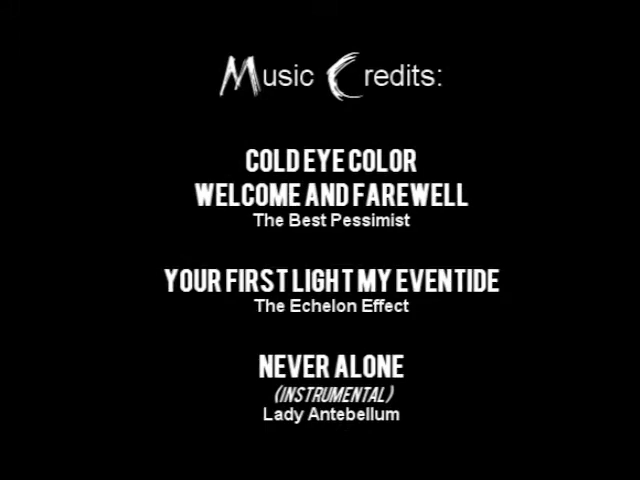 Music Credits:
COLD EYE COLOR
WELCOME AND FAREWELL
The Best Pessimist
YOUR FIRST LIGHT MY EVENTIDE
The Echelon Effect
NEVER ALONE
(INSTRUMENTAL)
Lady Antebellum